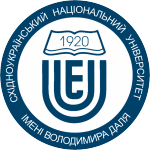 СХІДНОУКРАЇНСЬКИЙ НАЦІОНАЛЬНИЙ УНІВЕРСИТЕТ
1920
ІМЕНІ ВОЛОДИМИРА ДАЛЯ